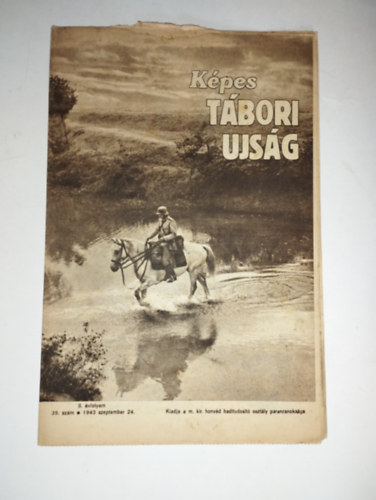 Képes
TÁBORI
UJSÁG
II. évfolyam
39. szám • 1943 szeptember 24.
Kiadja a m. kir. honvéd haditudósító osztály parancsnoksága